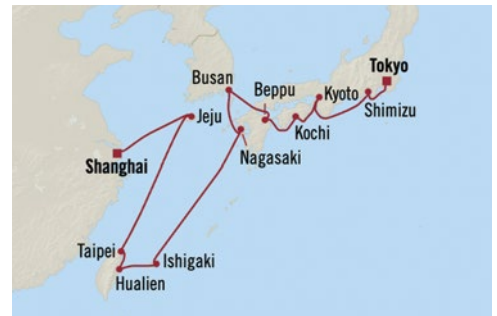 Tokyo
Busan
Beppu
Kyoto
Jeju
Kochi
Shimizu
Shanghai
Nagasaki
Taipei
Ishigaki
Hualien